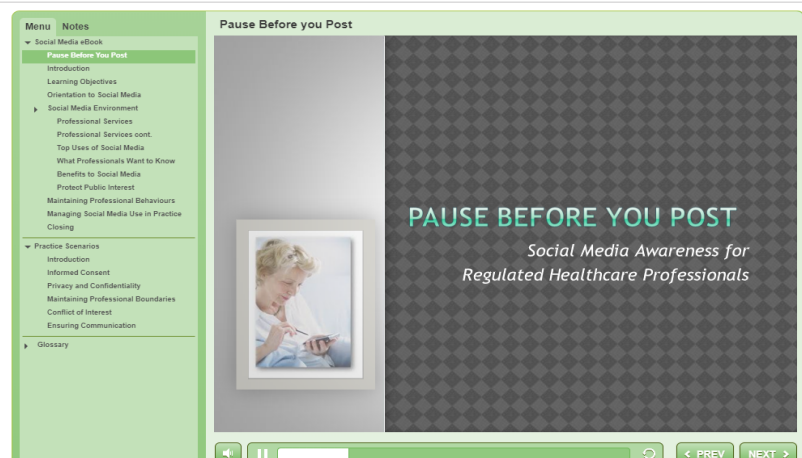 Menu Notes
Social Media eBook
Pause Before You Post
Introduction
Learning Objectives
Orientation to Social Media
Social Media Environment
Professional Services
Professional Services cont.
Top Uses of Social Media
What Professionals Want to Know
Benefits to Social Media
Protect Public Interest
Maintaining Professional Behaviours
Managing Social Media Use in Practice
Closing
Practice Scenarios
Introduction
Informed Consent
Privacy and Confidentiality
Maintaining Professional Boundaries
Conflict of Interest
Ensuring Communication
Glossary
Pause Before you Post
PAUSE BEFORE YOU POST
Social Media Awareness for
Regulated Healthcare Professionals
< PREV NEXT >